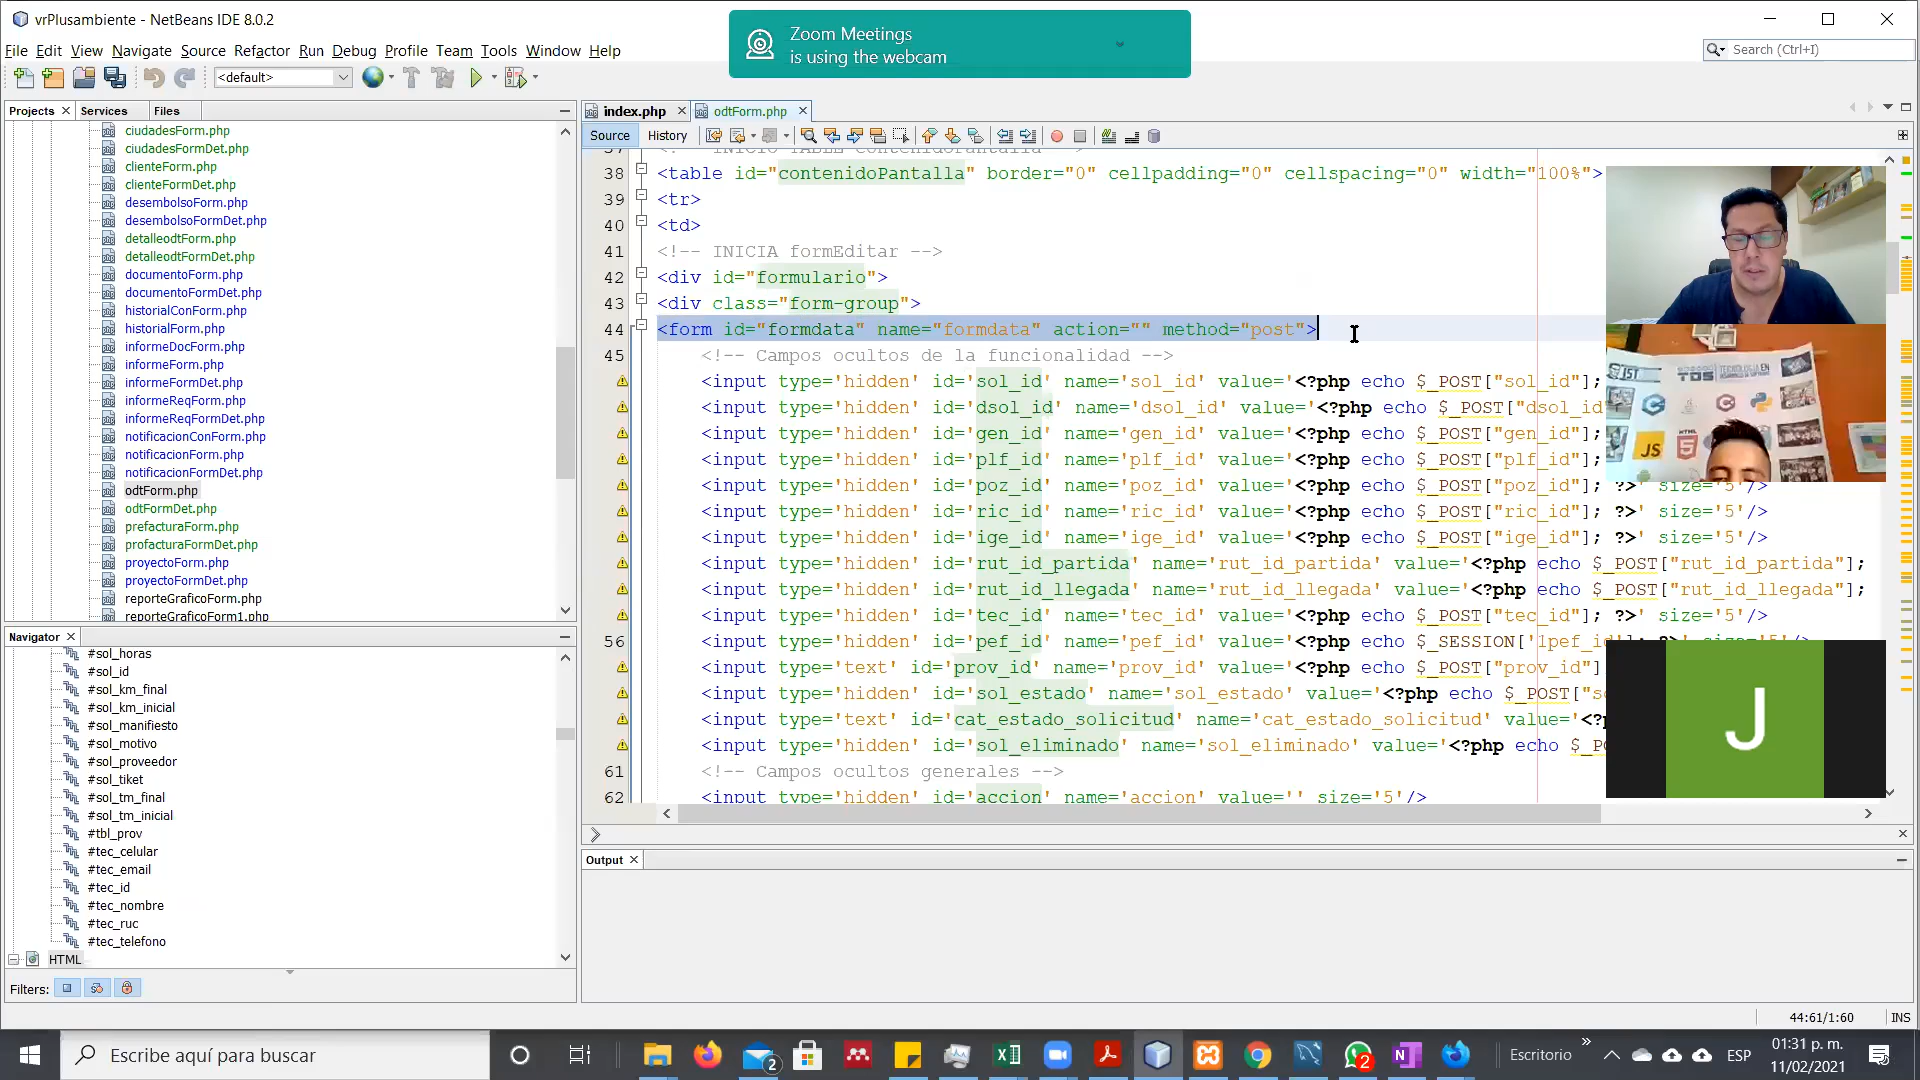 vrPlusambiente - NetBeans IDE 8.0.2
Zoom Meetings
is using the webcam
File Edit View Navigate Source Refactor Run Debug Profile Team Tools Window Help
Search (Ctrl+I)
<default>
Projects Services Files
ciudadesForm.php
ciudadesFormDet.php
clienteForm.php
clienteFormDet.php
desembolsoForm.php
desembolsoFormDet.php
detalleodtForm.php
detalleodtFormDet.php
documentoForm.php
documentoFormDet.php
historialConForm.php
historialForm.php
informeDocForm.php
informeForm.php
informeFormDet.php
informeReqForm.php
informeReqFormDet.php
notificacionConForm.php
notificacionForm.php
notificacionFormDet.php
odtForm.php
odtFormDet.php
prefacturaForm.php
profacturaFormDet.php
proyectoForm.php
proyectoFormDet.php
reporteGraficoForm.php
reporteGraficoForm1.php
Navigator
#sol_horas
#sol_id
#sol_km_final
#sol_km_inicial
#sol_manifiesto
#sol_motivo
#sol_proveedor
#sol_tiket
#sol_tm_final
#sol_tm_inicial
#tbl_prov
#tec_celular
#tec_email
#tec_id
#tec_nombre
#tec_ruc
#tec_telefono
HTML
Filters:
index.php odtForm.php
Source History
37 <!-- INICIO TABLE contenidoPantalla -->
38 <table id="contenidoPantalla" border="0" cellpadding="0" cellspacing="0" width="100%">
39 <tr>
40 <td>
41 <!-- INICIA formEditar -->
42 <div id="formulario">
43 <div class="form-group">
44 <form id="formdata" name="formdata" action="" method="post">
45 <!-- Campos ocultos de la funcionalidad -->
<input type='hidden' id='sol_id' name='sol_id' value='<?php echo $_POST["sol_id"];
<input type='hidden' id='dsol_id' name='dsol_id' value='<?php echo $_POST["dsol_id"
<input type='hidden' id='gen_id' name='gen_id' value='<?php echo $_POST["gen_id"];
<input type='hidden' id='plf_id' name='plf_id' value='<?php echo $_POST["plf_id"];
<input type='hidden' id='poz_id' name='poz_id' value='<?php echo $_POST["poz_id"]; ?>' size='5'/>
<input type='hidden' id='ric_id' name='ric_id' value='<?php echo $_POST["ric_id"]; ?>' size='5'/>
<input type='hidden' id='ige_id' name='ige_id' value='<?php echo $_POST["ige_id"]; ?>' size='5'/>
<input type='hidden' id='rut_id_partida' name='rut_id_partida' value='<?php echo $_POST["rut_id_partida"];
<input type='hidden' id='rut_id_llegada' name='rut_id_llegada' value='<?php echo $_POST["rut_id_llegada"];
<input type='hidden' id='tec_id' name='tec_id' value='<?php echo $_POST["tec_id"]; ?>' size='5'/>
56 <input type='hidden' id='pef_id' name='pef_id' value='<?php echo $_SESSION['lpef_id']; ?>' size='5'/>
<input type='text' id='prov_id' name='prov_id' value='<?php echo $_POST["prov_id"]
<input type='hidden' id='sol_estado' name='sol_estado' value='<?php echo $_POST["s
<input type='text' id='cat_estado_solicitud' name='cat_estado_solicitud' value='<?
<input type='hidden' id='sol_eliminado' name='sol_eliminado' value='<?php echo $_P
61 <!-- Campos ocultos generales -->
62 <input type='hidden' id='accion' name='accion' value='' size='5'/>
JS
J
Output
44:61/1:60 INS
Escribe aquí para buscar
2
2
Escritorio
ESP
01:31 p. m.
11/02/2021